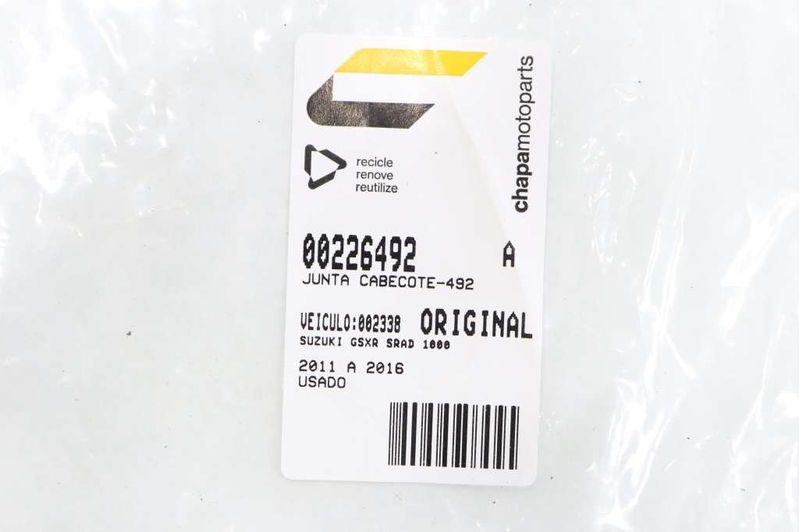 chapamotoparts
recicle
renove
reutilize
00226492 A
JUNTA CABECOTE-492
VEICULO:002338 ORIGINAL
SUZUKI GSXR SRAD 1000
2011 A 2016
USADO